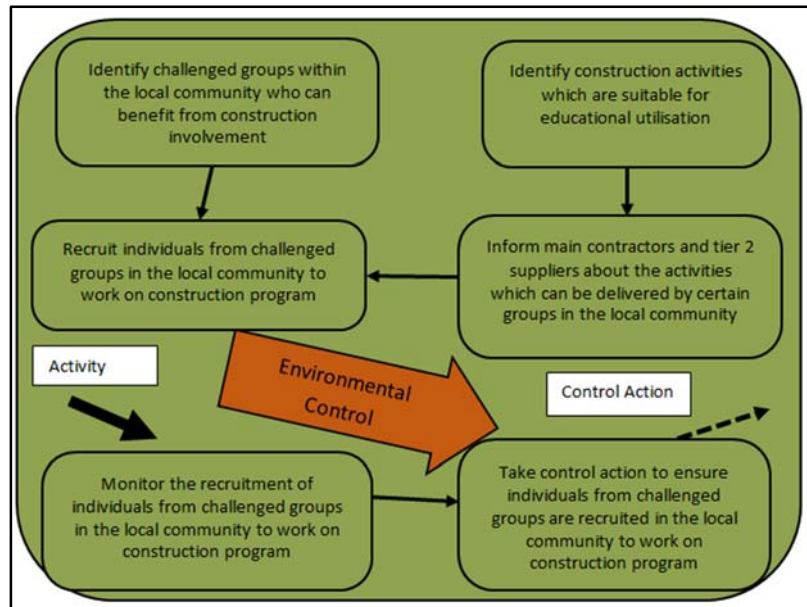 Identify challenged groups within
the local community who can
benefit from construction
involvement
Identify construction activities
which are suitable for
educational utilisation
Recruit individuals from challenged
groups in the local community to
work on construction program
Inform main contractors and tier 2
suppliers about the activities
which can be delivered by certain
groups in the local community
Activity
Environmental
Control
Control Action
Monitor the recruitment of
individuals from challenged groups
in the local community to work on
construction program
Take control action to ensure
individuals from challenged
groups are recruited in the local
community to work on
construction program